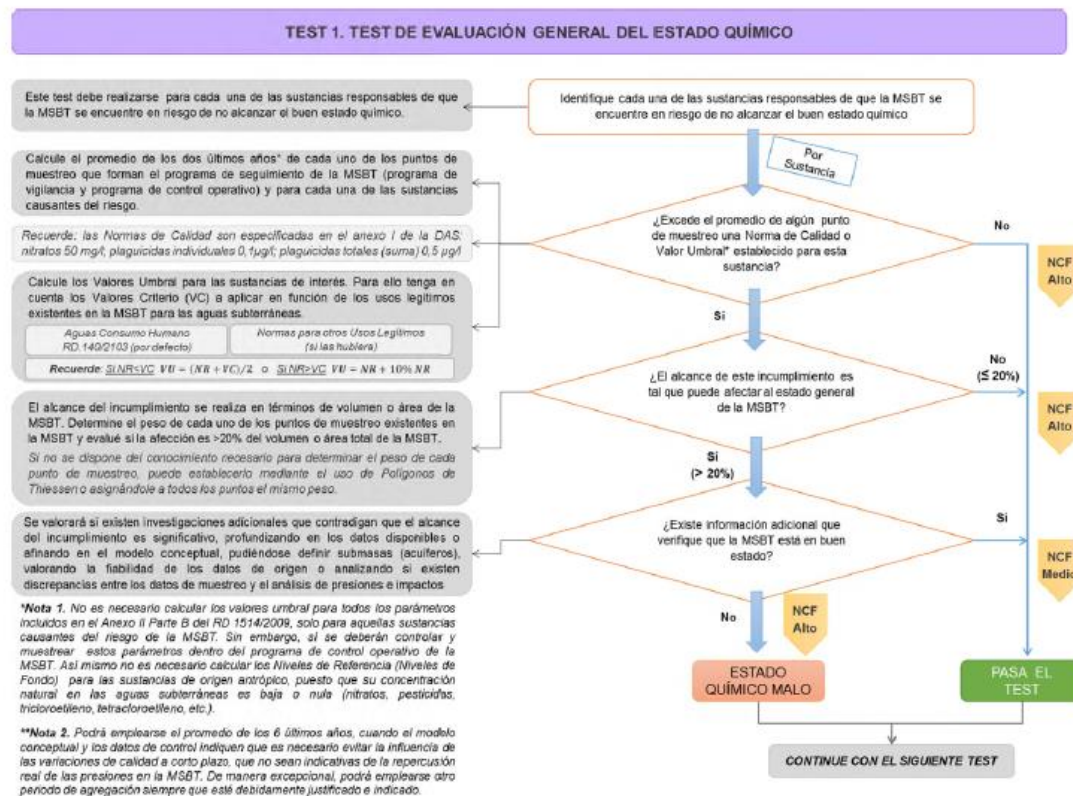 TEST 1. TEST DE EVALUACIÓN GENERAL DEL ESTADO QUÍMICO
Este test debe realizarse para cada una de las sustancias responsables de que
la MSBT se encuentre en riesgo de no alcanzar el buen estado químico.
Identifique cada una de las sustancias responsables de que la MSBT se
encuentre en riesgo de no alcanzar el buen estado químico
Por
Sustancia
Calcule el promedio de los dos últimos años* de cada uno de los puntos de
muestreo que forman el programa de seguimiento de la MSBT (programa de
vigilancia y programa de control operativo) y para cada una de las sustancias
causantes del riesgo.
Recuerde: las Normas de Calidad son especificadas en el anexo I de la DAS:
nitratos 50 mg/l; plaguicidas individuales 0,1µg/l; plaguicidas totales (suma) 0,5 µg/l
¿Excede el promedio de algún punto
de muestreo una Norma de Calidad o
Valor Umbral* establecido para esta
sustancia?
No
NCF
Alto
Calcule los Valores Umbral para las sustancias de interés. Para ello tenga en
cuenta los Valores Criterio (VC) a aplicar en función de los usos legítimos
existentes en la MSBT para las aguas subterráneas.
Aguas Consumo Humano
RD.140/2103 (por defecto)
Normas para otros Usos Legítimos
(si las hubiera)
Recuerde: Si NR≤VC VU = (NR + VC)/2 o Si NR>VC VU = NR + 10% NR
Sí
¿El alcance de este incumplimiento es
tal que puede afectar al estado general
de la MSBT?
No
(≤ 20%)
NCF
Alto
El alcance del incumplimiento se realiza en términos de volumen o área de la
MSBT. Determine el peso de cada uno de los puntos de muestreo existentes en
la MSBT y evalué si la afección es >20% del volumen o área total de la MSBT.
Si no se dispone del conocimiento necesario para determinar el peso de cada
punto de muestreo, puede establecerlo mediante el uso de Polígonos de
Thiessen o asignándole a todos los puntos el mismo peso.
Sí
(> 20%)
Se valorará si existen investigaciones adicionales que contradigan que el alcance
del incumplimiento es significativo, profundizando en los datos disponibles o
afinando en el modelo conceptual, pudiéndose definir submasas (acuíferos),
valorando la fiabilidad de los datos de origen o analizando si existen
discrepancias entre los datos de muestreo y el análisis de presiones e impactos
¿Existe información adicional que
verifique que la MSBT está en buen
estado?
Sí
NCF
Medio
No
NCF
Alto
*Nota 1. No es necesario calcular los valores umbral para todos los parámetros
incluidos en el Anexo II Parte B del RD 1514/2009, solo para aquellas sustancias
causantes del riesgo de la MSBT. Sin embargo, sí se deberán controlar y
muestrear estos parámetros dentro del programa de control operativo de la
MSBT. Así mismo no es necesario calcular los Niveles de Referencia (Niveles de
Fondo) para las sustancias de origen antrópico, puesto que su concentración
natural en las aguas subterráneas es baja o nula (nitratos, pesticidas,
tricloroetileno, tetracloroetileno, etc.).
ESTADO
QUÍMICO MALO
PASA EL
TEST
**Nota 2. Podrá emplearse el promedio de los 6 últimos años, cuando el modelo
conceptual y los datos de control indiquen que es necesario evitar la influencia de
las variaciones de calidad a corto plazo, que no sean indicativas de la repercusión
real de las presiones en la MSBT. De manera excepcional, podrá emplearse otro
periodo de agregación siempre que esté debidamente justificado e indicado.
CONTINUE CON EL SIGUIENTE TEST